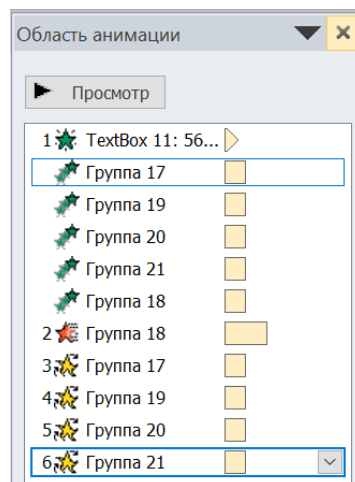 Область анимации
Просмотр
1 TextBox 11: 56...
Группа 17
Группа 19
Группа 20
Группа 21
Группа 18
2 Группа 18
3 Группа 17
4 Группа 19
5 Группа 20
6 Группа 21